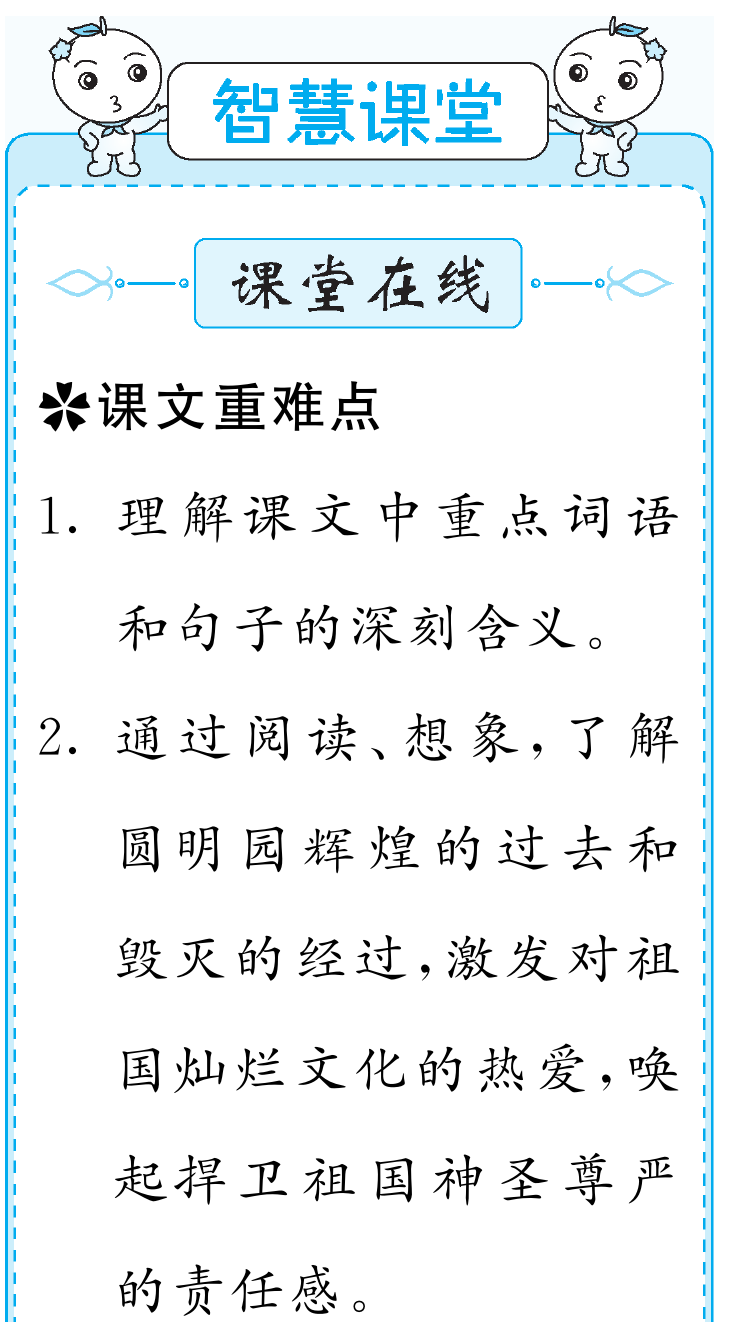 智慧课堂
课堂在线
课文重难点
1. 理解课文中重点词语
和句子的深刻含义。
2. 通过阅读、想象,了解
圆明园辉煌的过去和
毁灭的经过,激发对祖
国灿烂文化的热爱,唤
起捍卫祖国神圣尊严
的责任感。